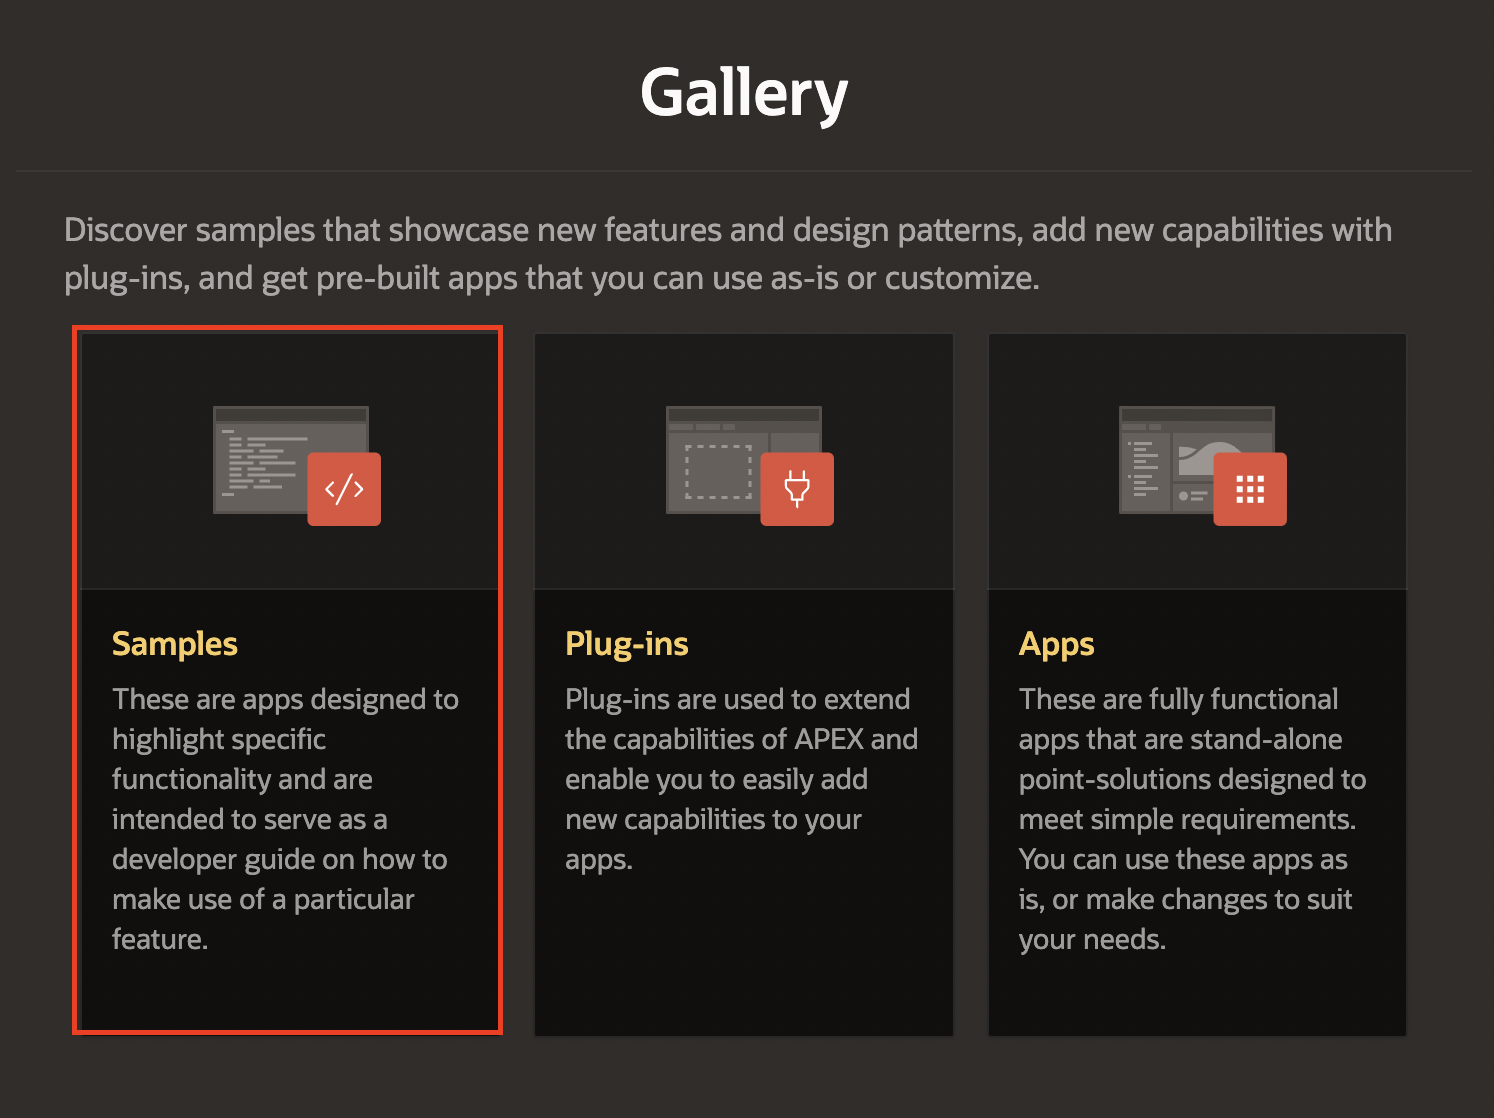 Gallery
Discover samples that showcase new features and design patterns, add new capabilities with
plug-ins, and get pre-built apps that you can use as-is or customize.
</>
Samples
These are apps designed to
highlight specific
functionality and are
intended to serve as a
developer guide on how to
make use of a particular
feature.
Plug-ins
Plug-ins are used to extend
the capabilities of APEX and
enable you to easily add
new capabilities to your
apps.
Apps
These are fully functional
apps that are stand-alone
point-solutions designed to
meet simple requirements.
You can use these apps as
is, or make changes to suit
your needs.